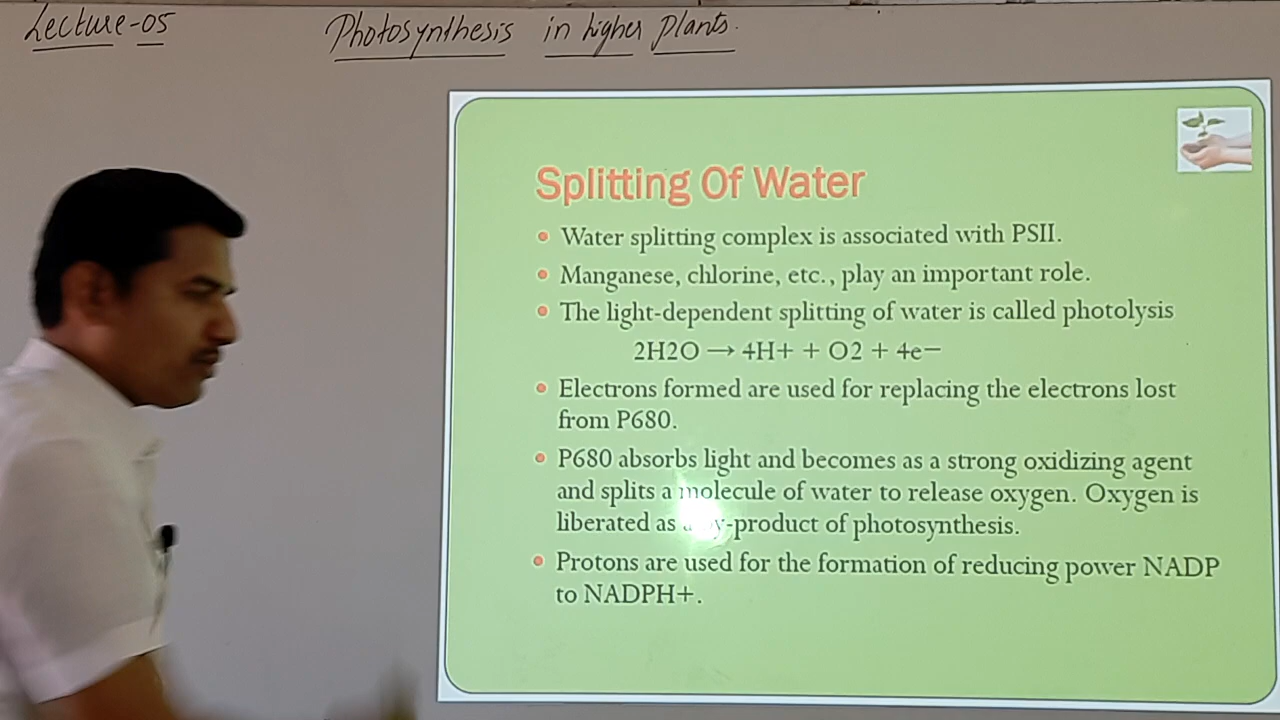 Lecture-05
Photosynthesis in higher plants.
Splitting Of Water
• Water splitting complex is associated with PSII.
• Manganese, chlorine, etc., play an important role.
• The light-dependent splitting of water is called photolysis
2H2O → 4H+ + O2 + 4e−
• Electrons formed are used for replacing the electrons lost
from P680.
• P680 absorbs light and becomes as a strong oxidizing agent
and splits a molecule of water to release oxygen. Oxygen is
liberated as a by-product of photosynthesis.
• Protons are used for the formation of reducing power NADP
to NADPH+.